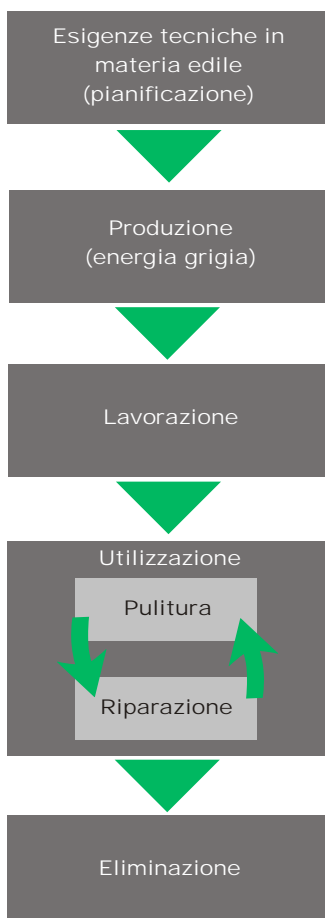 Esigenze tecniche in
materia edile
(pianificazione)
Produzione
(energia grigia)
Lavorazione
Utilizzazione
Pulitura
Riparazione
Eliminazione